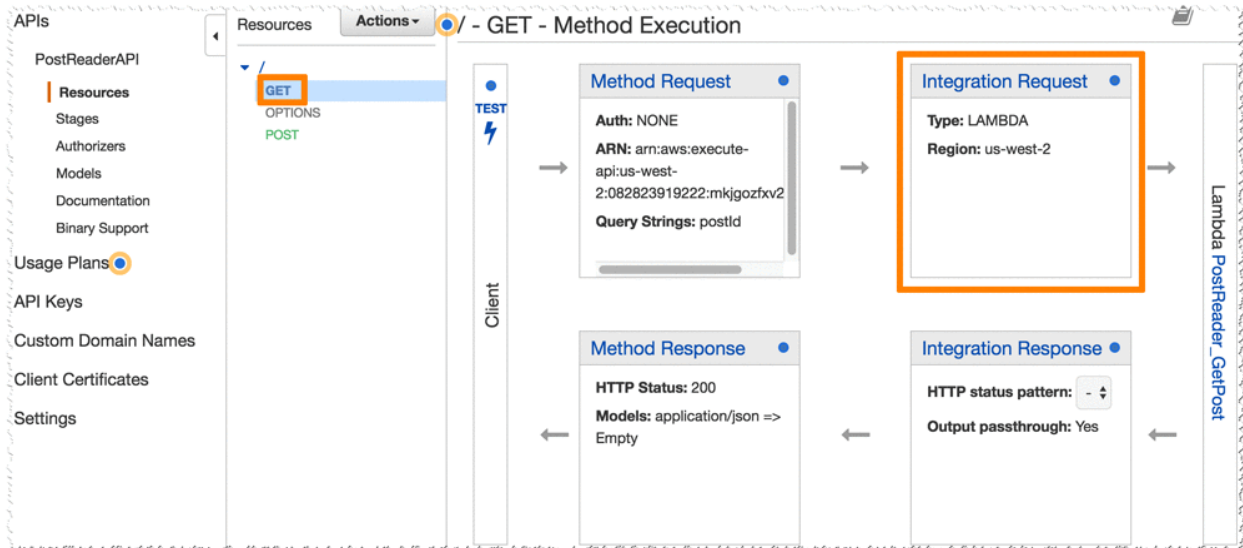 APIs
PostReaderAPI
Resources
Stages
Authorizers
Models
Documentation
Binary Support
Usage Plans
API Keys
Custom Domain Names
Client Certificates
Settings
Resources
Actions
/
GET
OPTIONS
POST
/ - GET - Method Execution
TEST
Client
Method Request
Auth: NONE
ARN: arn:aws:execute-
api:us-west-
2:082823919222:mkjgozfxv2
Query Strings: postId
Integration Request
Type: LAMBDA
Region: us-west-2
Lambda PostReader_GetPost
Method Response
HTTP Status: 200
Models: application/json =>
Empty
Integration Response
HTTP status pattern: -
Output passthrough: Yes